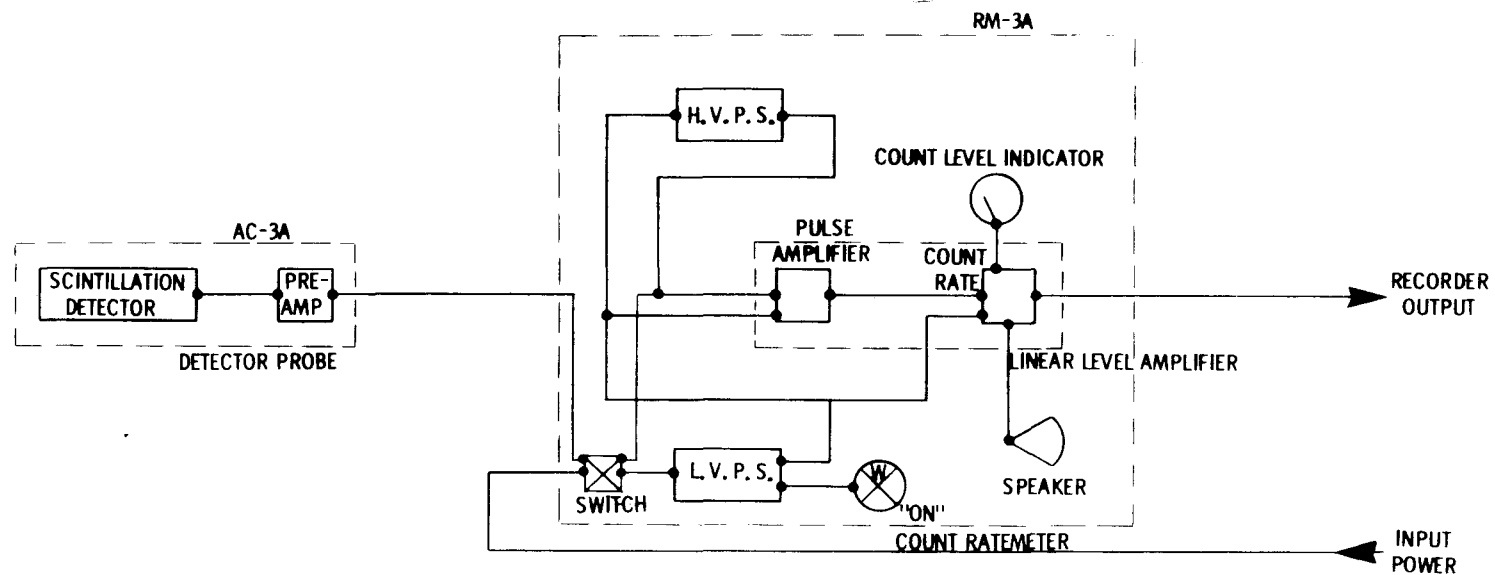 RM-3A
H. V. P. S.
COUNT LEVEL INDICATOR
AC-3A
SCINTILLATION
DETECTOR
PRE-
AMP
DETECTOR PROBE
PULSE
AMPLIFIER
COUNT
RATE
RECORDER
OUTPUT
LINEAR LEVEL AMPLIFIER
L. V. P. S.
W
"ON"
SWITCH
SPEAKER
COUNT RATEMETER
INPUT
POWER